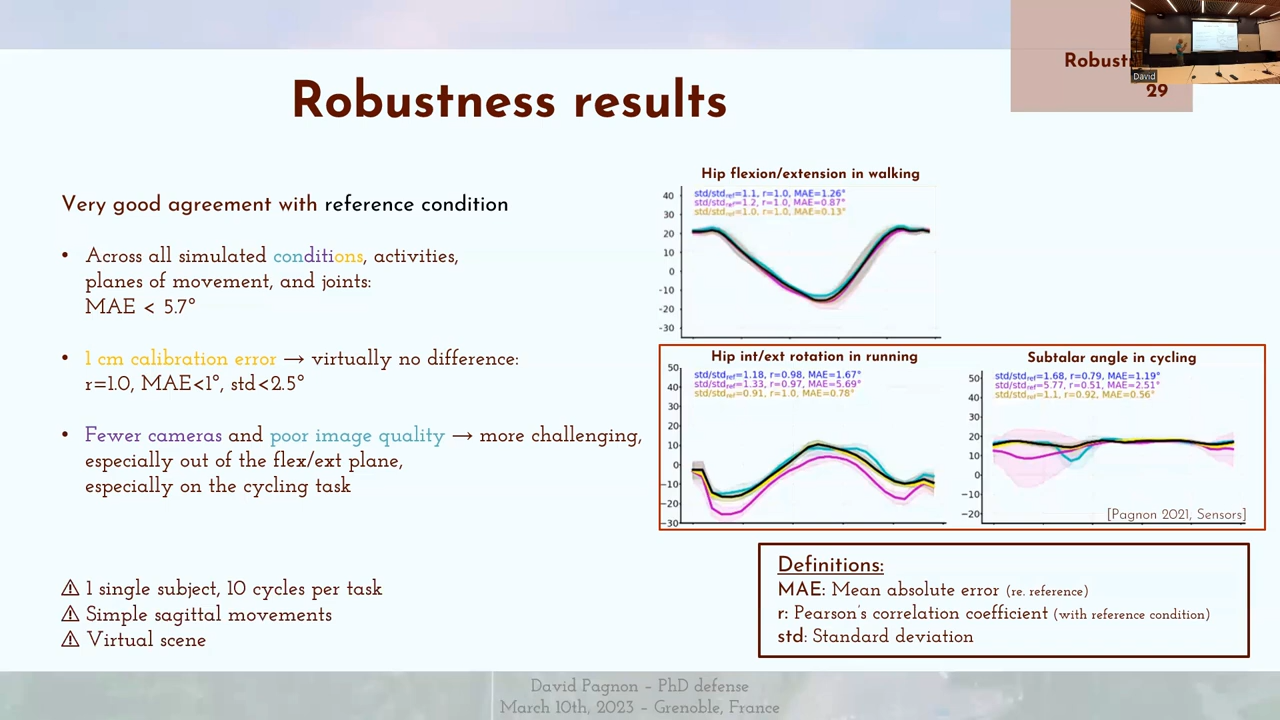 Robust
David
29
Robustness results
Very good agreement with reference condition
• Across all simulated conditions, activities,
planes of movement, and joints:
MAE < 5.7°
• 1 cm calibration error → virtually no difference:
r=1.0, MAE<1°, std<2.5°
• Fewer cameras and poor image quality → more challenging,
especially out of the flex/ext plane,
especially on the cycling task
⚠ 1 single subject, 10 cycles per task
⚠ Simple sagittal movements
⚠ Virtual scene
Hip flexion/extension in walking
std/stdref=1.1, r=1.0, MAE=1.26°
std/stdref=1.2, r=1.0, MAE=0.87°
std/stdref=1.0, r=1.0, MAE=0.13°
40
30
20
10
0
-10
-20
-30
Hip int/ext rotation in running
std/stdref=1.18, r=0.98, MAE=1.67°
std/stdref=1.33, r=0.97, MAE=5.69°
std/stdref=0.91, r=1.0, MAE=0.78°
50
40
30
20
10
0
-10
-20
-30
Subtalar angle in cycling
std/stdref=1.68, r=0.79, MAE=1.19°
std/stdref=5.77, r=0.51, MAE=2.51°
std/stdref=1.1, r=0.92, MAE=0.56°
50
40
30
20
10
0
-10
-20
[Pagnon 2021, Sensors]
Definitions:
MAE: Mean absolute error (re. reference)
r: Pearson's correlation coefficient (with reference condition)
std: Standard deviation
David Pagnon – PhD defense
March 10th, 2023 – Grenoble, France